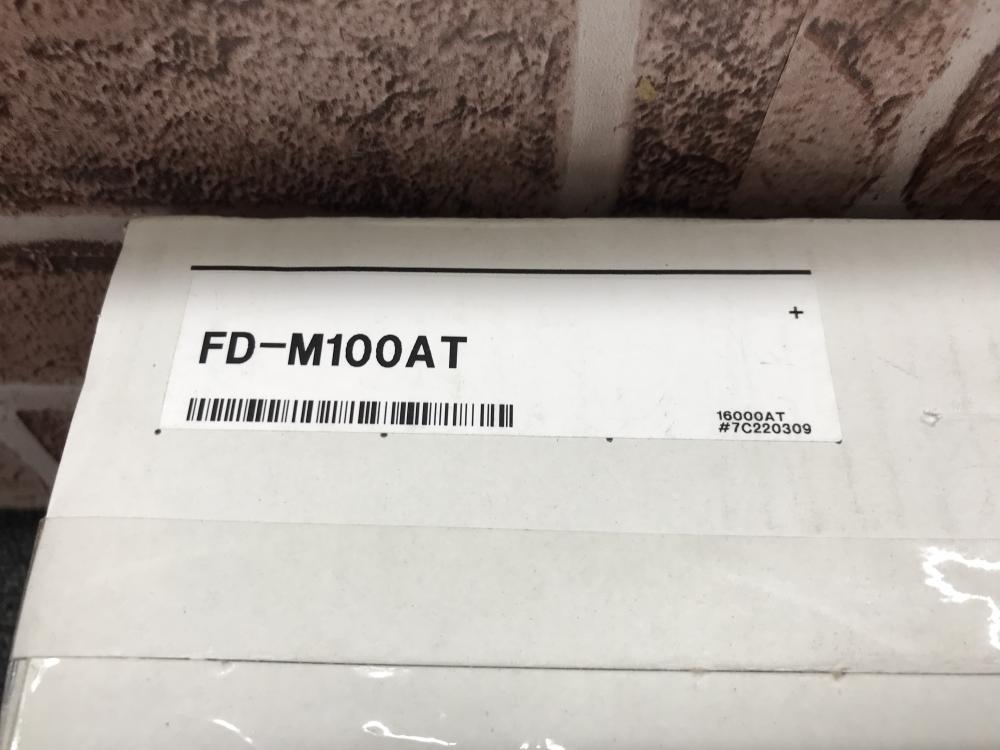 +
FD-M100AT
16000AT
#7C220309